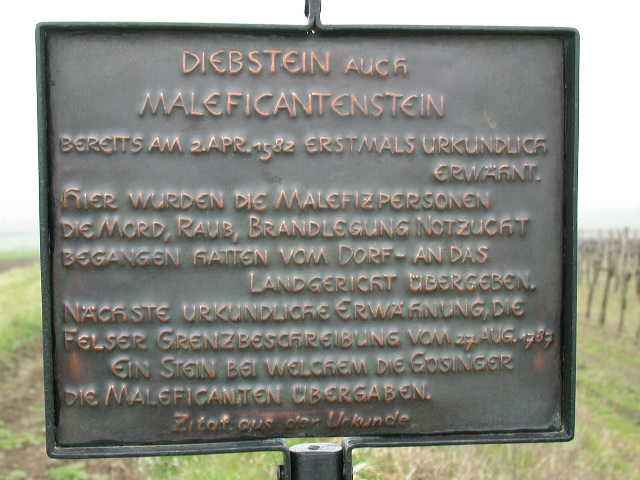 DIEBSTEIN AUCH
MALEFICANTENSTEIN
BEREITS AM 2.APR.1582 ERSTMALS URKUNDLICH
ERWÄHNT.
HIER WURDEN DIE MALEFIZPERSONEN
DIE MORD, RAUB, BRANDLEGUNG NOTZUCHT
BEGANGEN HATTEN VOM DORF- AN DAS
LANDGERICHT ÜBERGEBEN.
NÄCHSTE URKUNDLICHE ERWÄHNUNG, DIE
FELSER GRENZBESCHREIBUNG VOM 27.AUG. 1787
EIN STEIN BEI WELCHEM DIE GÖSINGER
DIE MALEFICANTEN ÜBERGABEN.
Zitat aus der Urkunde